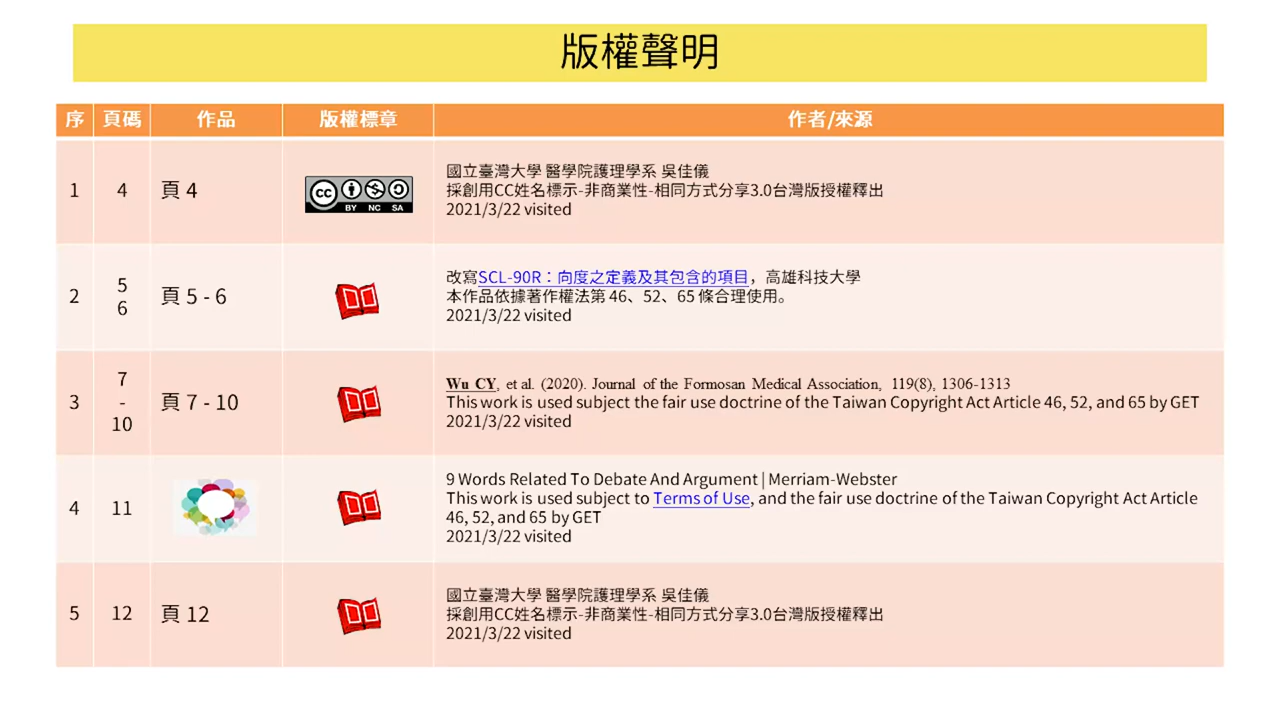 版權聲明
序 頁碼 作品 版權標章 作者/來源
1 4 頁 4
cc BY NC SA
國立臺灣大學 醫學院護理學系 吳佳儀
採創用CC姓名標示-非商業性-相同方式分享3.0台灣版授權釋出
2021/3/22 visited
2 5 6 頁 5 - 6
改寫SCL-90R：向度之定義及其包含的項目，高雄科技大學
本作品依據著作權法第 46、52、65 條合理使用。
2021/3/22 visited
3 7 - 10 頁 7 - 10
Wu CY, et al. (2020). Journal of the Formosan Medical Association, 119(8), 1306-1313
This work is used subject the fair use doctrine of the Taiwan Copyright Act Article 46, 52, and 65 by GET
2021/3/22 visited
4 11
9 Words Related To Debate And Argument | Merriam-Webster
This work is used subject to Terms of Use, and the fair use doctrine of the Taiwan Copyright Act Article
46, 52, and 65 by GET
2021/3/22 visited
5 12 頁 12
國立臺灣大學 醫學院護理學系 吳佳儀
採創用CC姓名標示-非商業性-相同方式分享3.0台灣版授權釋出
2021/3/22 visited